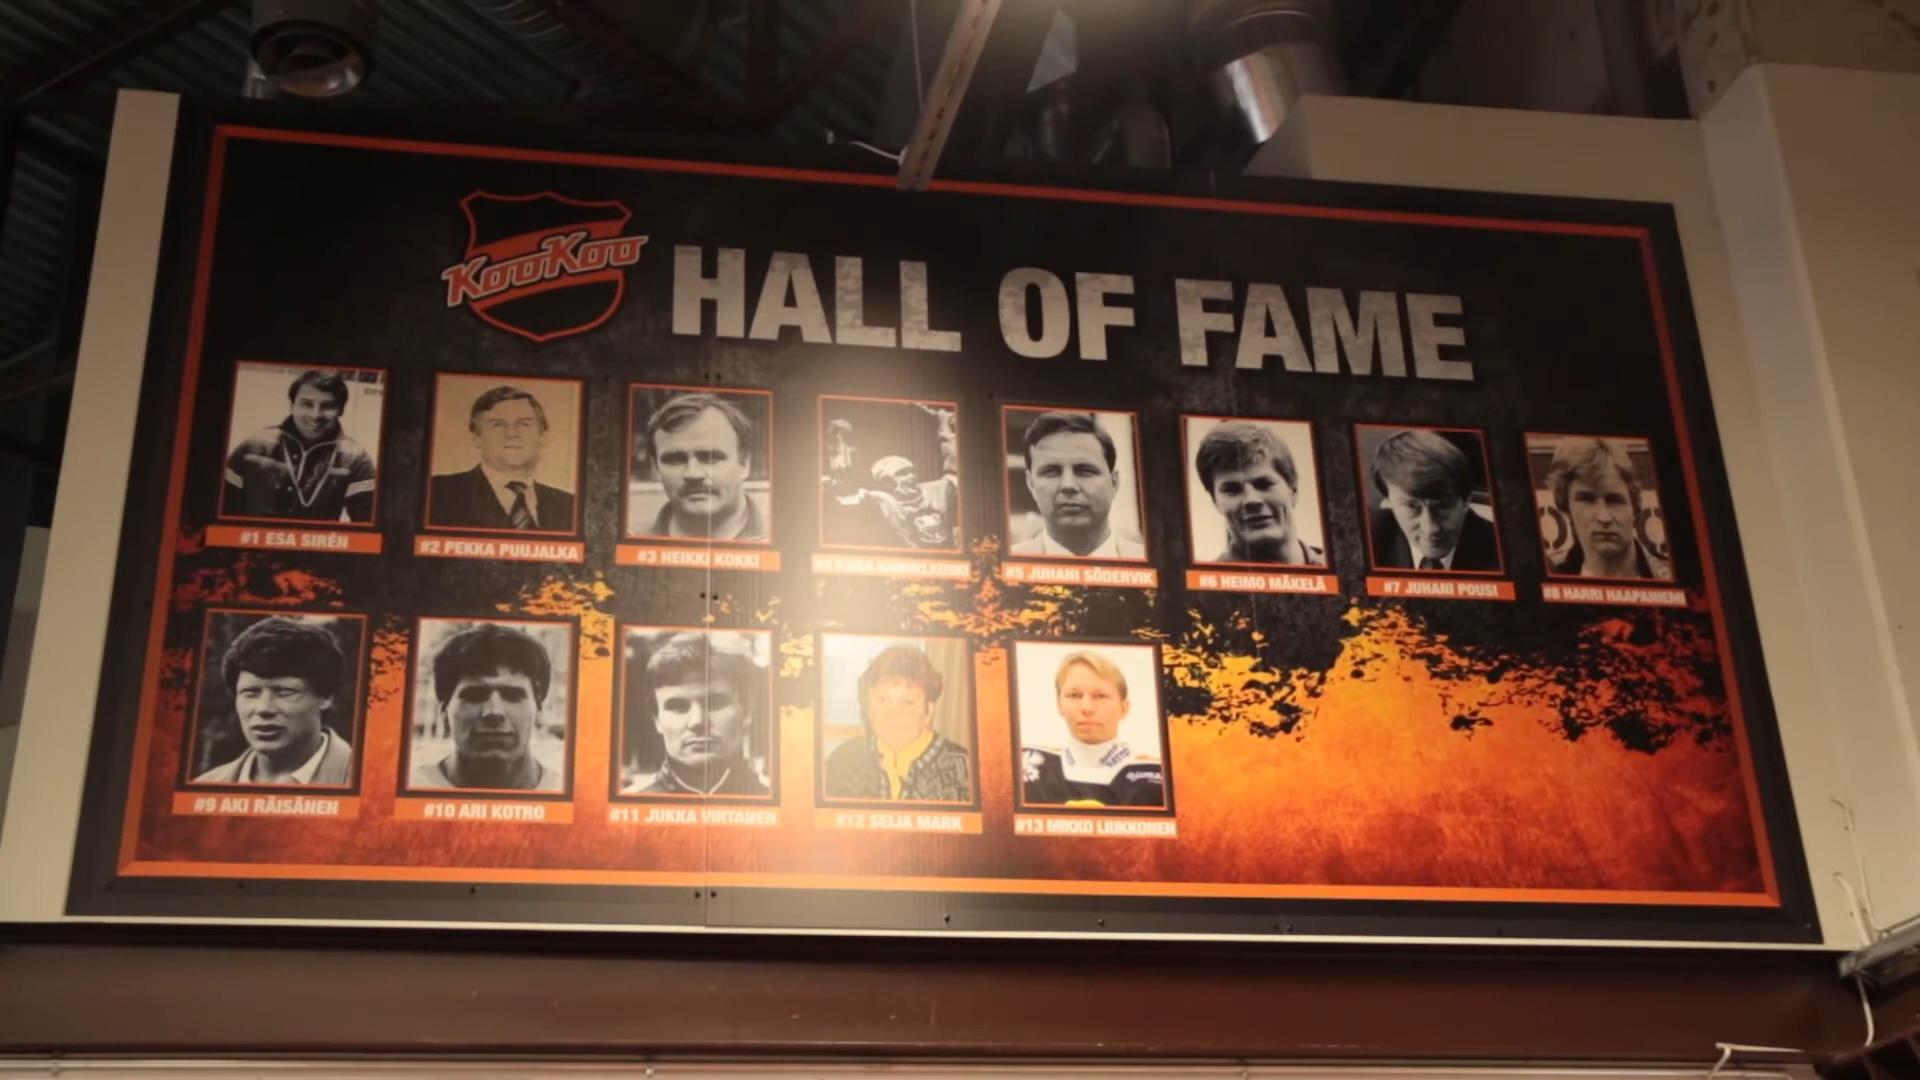 KooKoo
HALL OF FAME
#1 ESA SIRÉN
#2 PEKKA PUUJALKA
#3 HEIKKI KOKKI
#5 JUHANI SÖDERVIK
#6 HEIMO MÄKELÄ
#7 JUHANI POUSI
#8 HARRI HAAPANIEMI
#9 AKI RÄISÄNEN
#10 ARI KOTRO
#11 JUKKA VIRTANEN
#12 SEIJA MARK
#13 MIKKO LIUKKONEN